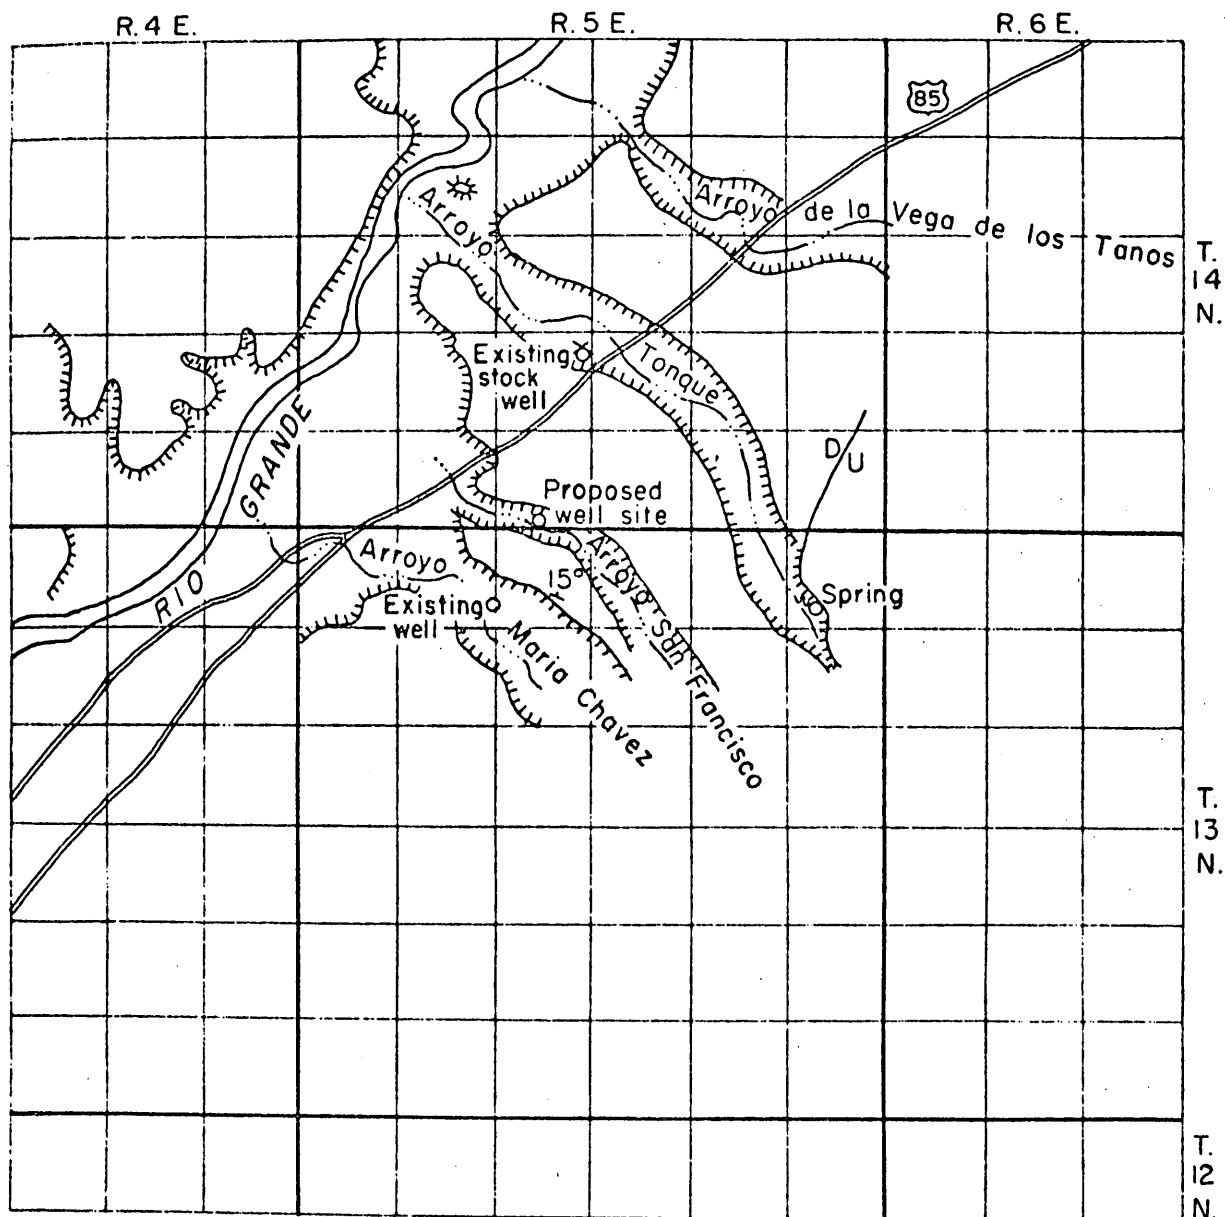 R. 4 E.
R. 5 E.
R. 6 E.
85
Arroyo de la Vega de los Tanos
T.
14
N.
Arroyo Tonque
Existing
stock
well
D
U
RIO GRANDE
Proposed
well site
Arroyo San Francisco
15°
Spring
Arroyo Maria Chavez
Existing
well
T.
13
N.
T.
12
N.